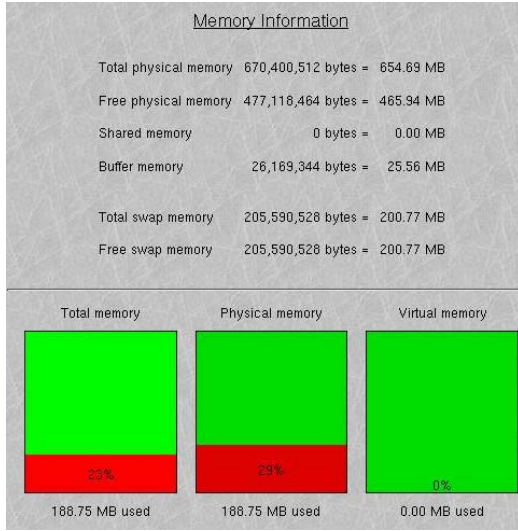 Memory Information
Total physical memory 670,400,512 bytes = 654.69 MB
Free physical memory 477,118,464 bytes = 465.94 MB
Shared memory 0 bytes = 0.00 MB
Buffer memory 26,169,344 bytes = 25.56 MB
Total swap memory 205,590,528 bytes = 200.77 MB
Free swap memory 205,590,528 bytes = 200.77 MB
Total memory Physical memory Virtual memory
23% 29% 0%
188.75 MB used 188.75 MB used 0.00 MB used